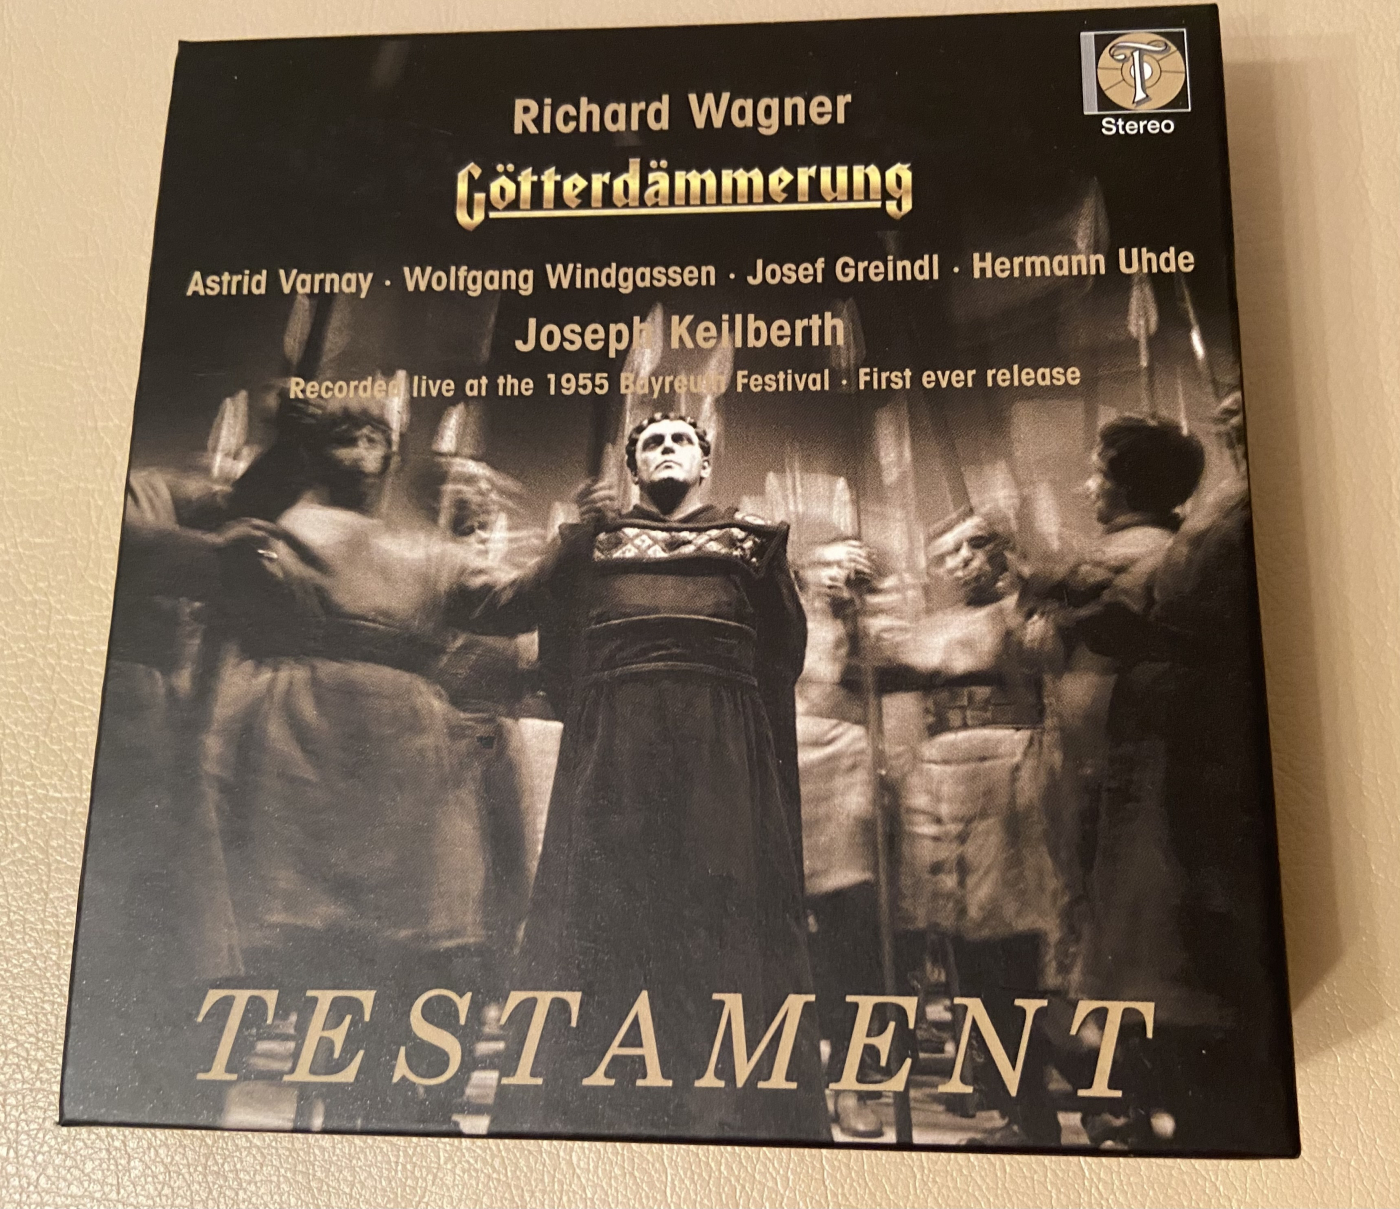 Richard Wagner
T
Stereo
Götterdämmerung
Astrid Varnay · Wolfgang Windgassen · Josef Greindl · Hermann Uhde
Joseph Keilberth
Recorded live at the 1955 Bayreuth Festival · First ever release
TESTAMENT